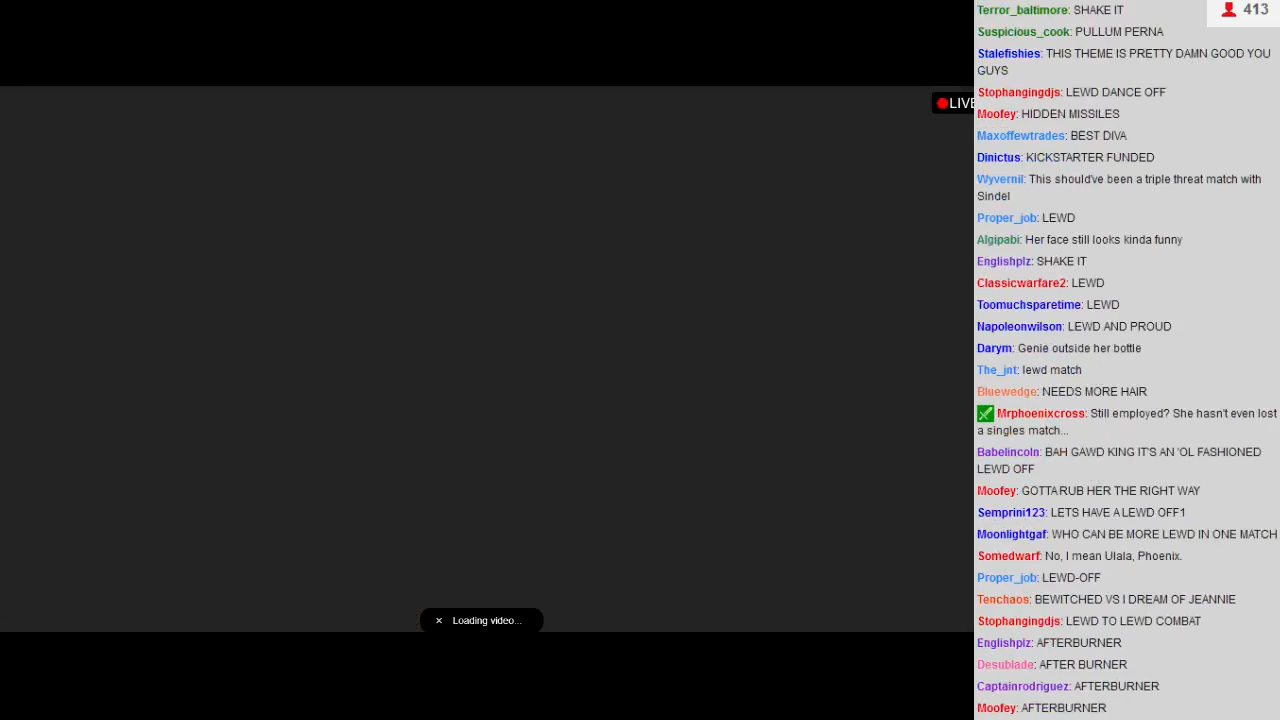 Terror_baltimore: SHAKE IT
413
Suspicious_cook: PULLUM PERNA
Stalefishies: THIS THEME IS PRETTY DAMN GOOD YOU
GUYS
Stophangingdjs: LEWD DANCE OFF
LIVE
Moofey: HIDDEN MISSILES
Maxoffewtrades: BEST DIVA
Dinictus: KICKSTARTER FUNDED
Wyvernil: This should've been a triple threat match with
Sindel
Proper_job: LEWD
Algipabi: Her face still looks kinda funny
Englishplz: SHAKE IT
Classicwarfare2: LEWD
Toomuchsparetime: LEWD
Napoleonwilson: LEWD AND PROUD
Darym: Genie outside her bottle
The_jnt: lewd match
Bluewedge: NEEDS MORE HAIR
Mrphoenixcross: Still employed? She hasn't even lost
a singles match...
Babelincoln: BAH GAWD KING IT'S AN 'OL FASHIONED
LEWD OFF
Moofey: GOTTA RUB HER THE RIGHT WAY
Semprini123: LETS HAVE A LEWD OFF1
Moonlightgaf: WHO CAN BE MORE LEWD IN ONE MATCH
Somedwarf: No, I mean Ulala, Phoenix.
Proper_job: LEWD-OFF
Tenchaos: BEWITCHED VS I DREAM OF JEANNIE
Stophangingdjs: LEWD TO LEWD COMBAT
× Loading video...
Englishplz: AFTERBURNER
Desublade: AFTER BURNER
Captainrodriguez: AFTERBURNER
Moofey: AFTERBURNER